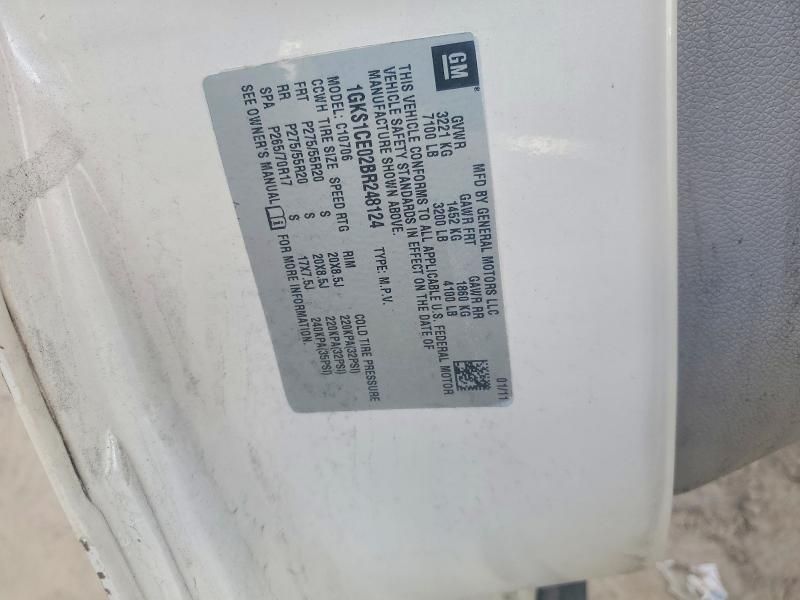 GM
®
MFD BY GENERAL MOTORS LLC
01/11
GVWR GAWR FRT GAWR RR
3221 KG 1452 KG 1860 KG
7100 LB 3200 LB 4100 LB
THIS VEHICLE CONFORMS TO ALL APPLICABLE U.S. FEDERAL MOTOR
VEHICLE SAFETY STANDARDS IN EFFECT ON THE DATE OF
MANUFACTURE SHOWN ABOVE.
1GKS1CE02BR248124 TYPE: M.P.V.
MODEL: C10706
CCWH TIRE SIZE SPEED RTG RIM COLD TIRE PRESSURE
FRT P275/55R20 S 20X8.5J 220KPA(32PSI)
RR P275/55R20 S 20X8.5J 220KPA(32PSI)
SPA P265/70R17 S 17X7.5J 240KPA(35PSI)
SEE OWNER'S MANUAL i FOR MORE INFORMATION.